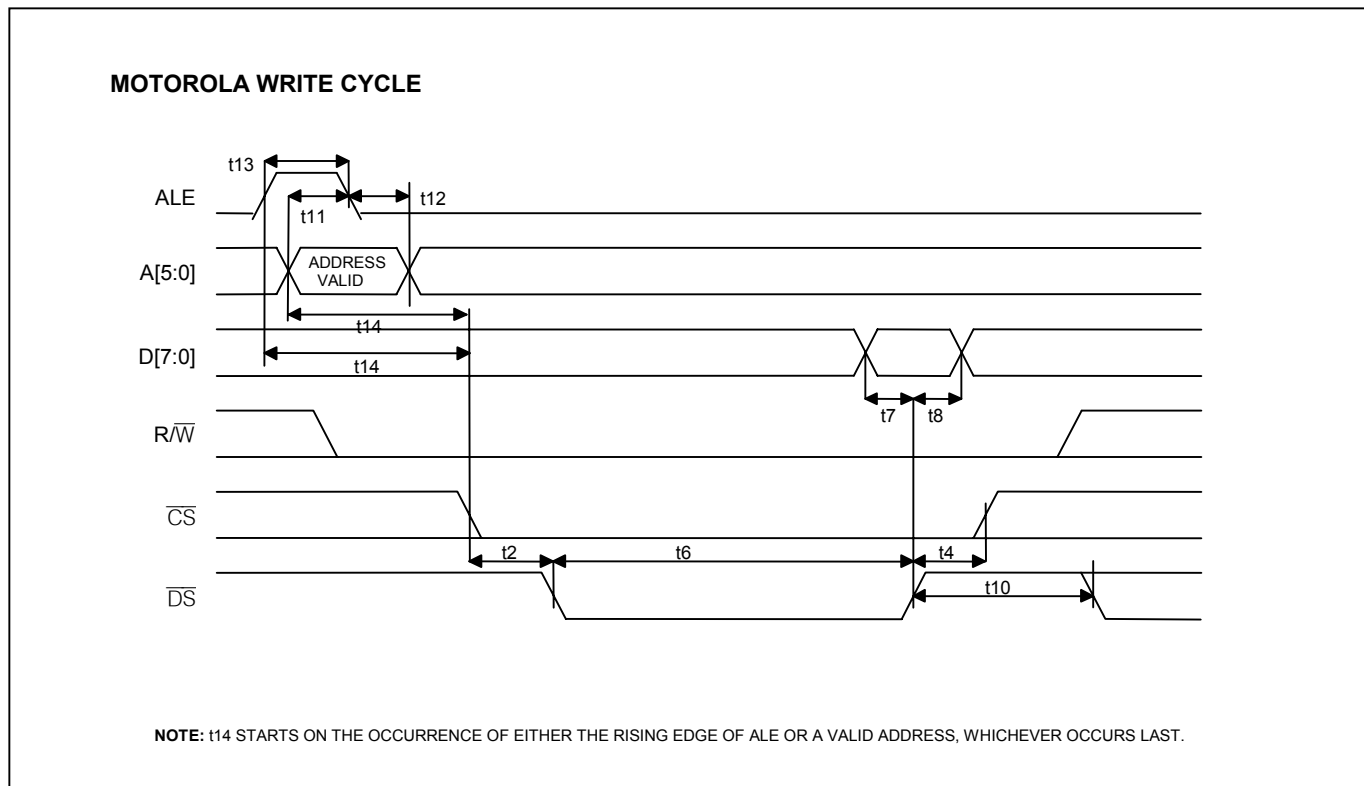 MOTOROLA WRITE CYCLE
t13
ALE
t11
t12
A[5:0]
ADDRESS
VALID
t14
D[7:0]
t14
t7
t8
R/W̅
C̅S̅
t2
t6
t4
D̅S̅
t10
NOTE: t14 STARTS ON THE OCCURRENCE OF EITHER THE RISING EDGE OF ALE OR A VALID ADDRESS, WHICHEVER OCCURS LAST.